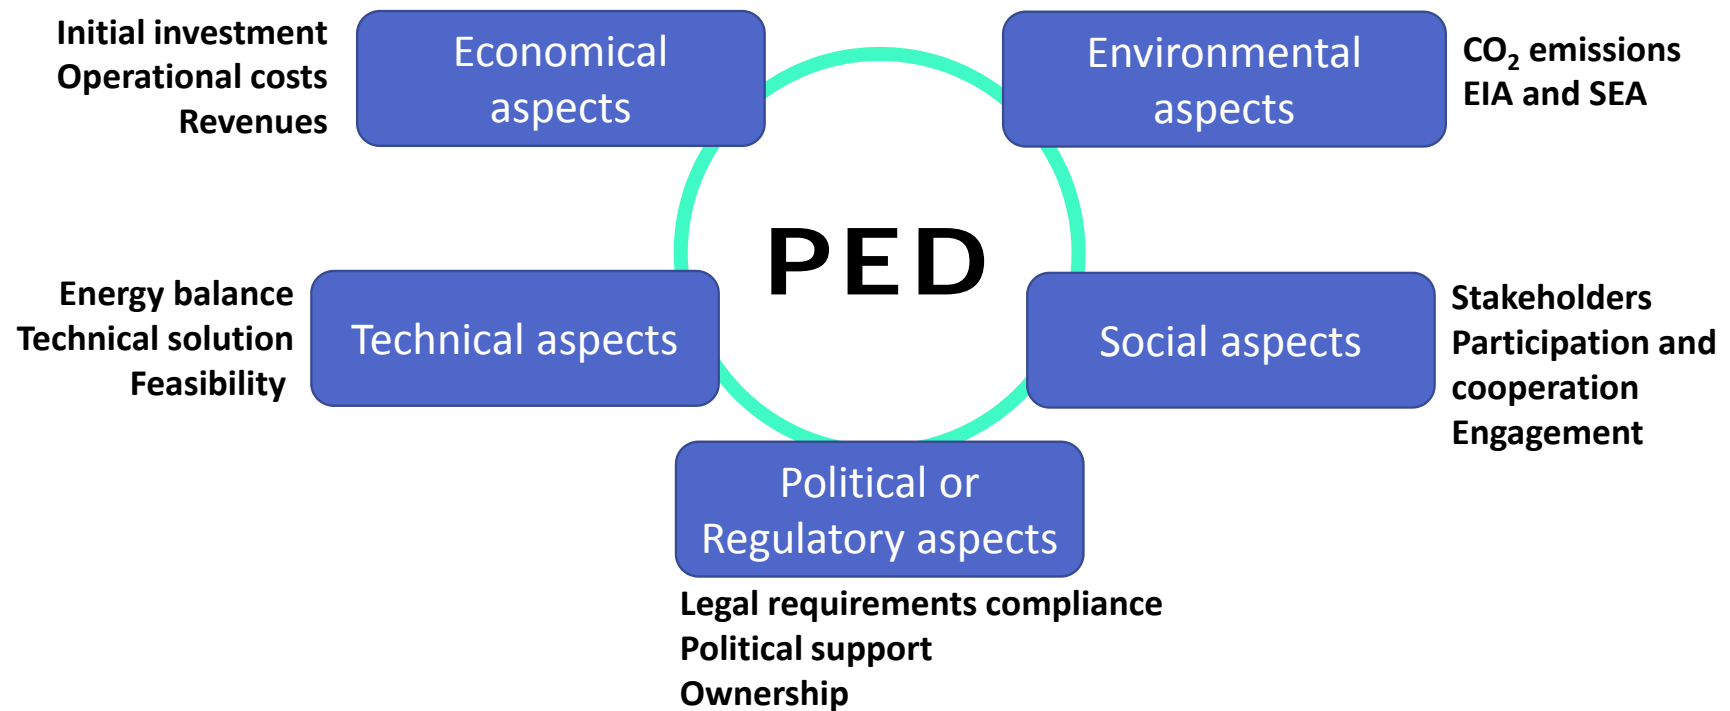 Initial investment
Operational costs
Revenues
Economical
aspects
Environmental
aspects
CO₂ emissions
EIA and SEA
PED
Energy balance
Technical solution
Feasibility
Technical aspects
Social aspects
Stakeholders
Participation and
cooperation
Engagement
Political or
Regulatory aspects
Legal requirements compliance
Political support
Ownership